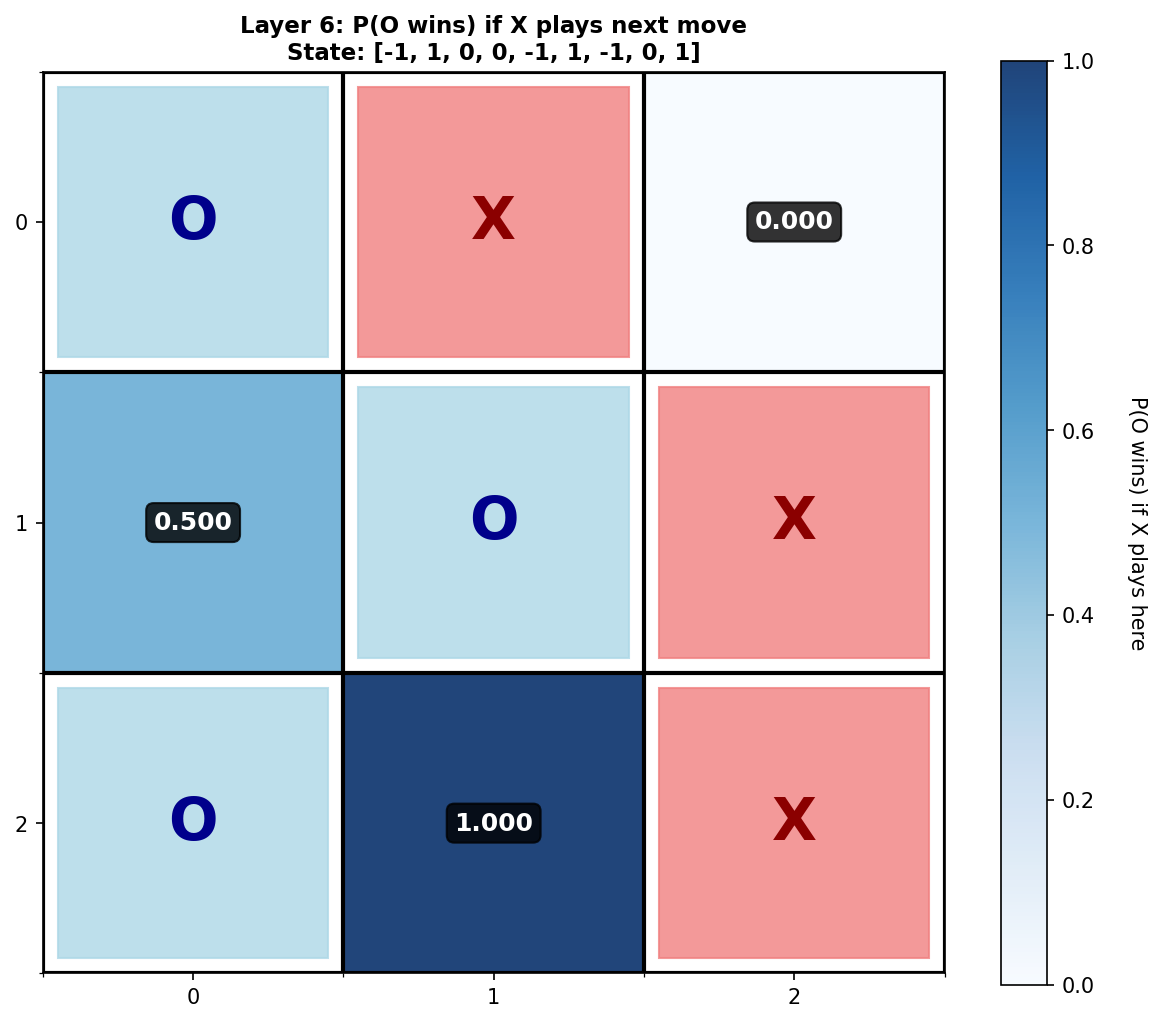 Layer 6: P(O wins) if X plays next move
State: [-1, 1, 0, 0, -1, 1, -1, 0, 1]
0
O
X
0.000
1
0.500
O
X
2
O
1.000
X
0
1
2
1.0
0.8
0.6
0.4
0.2
0.0
P(O wins) if X plays here